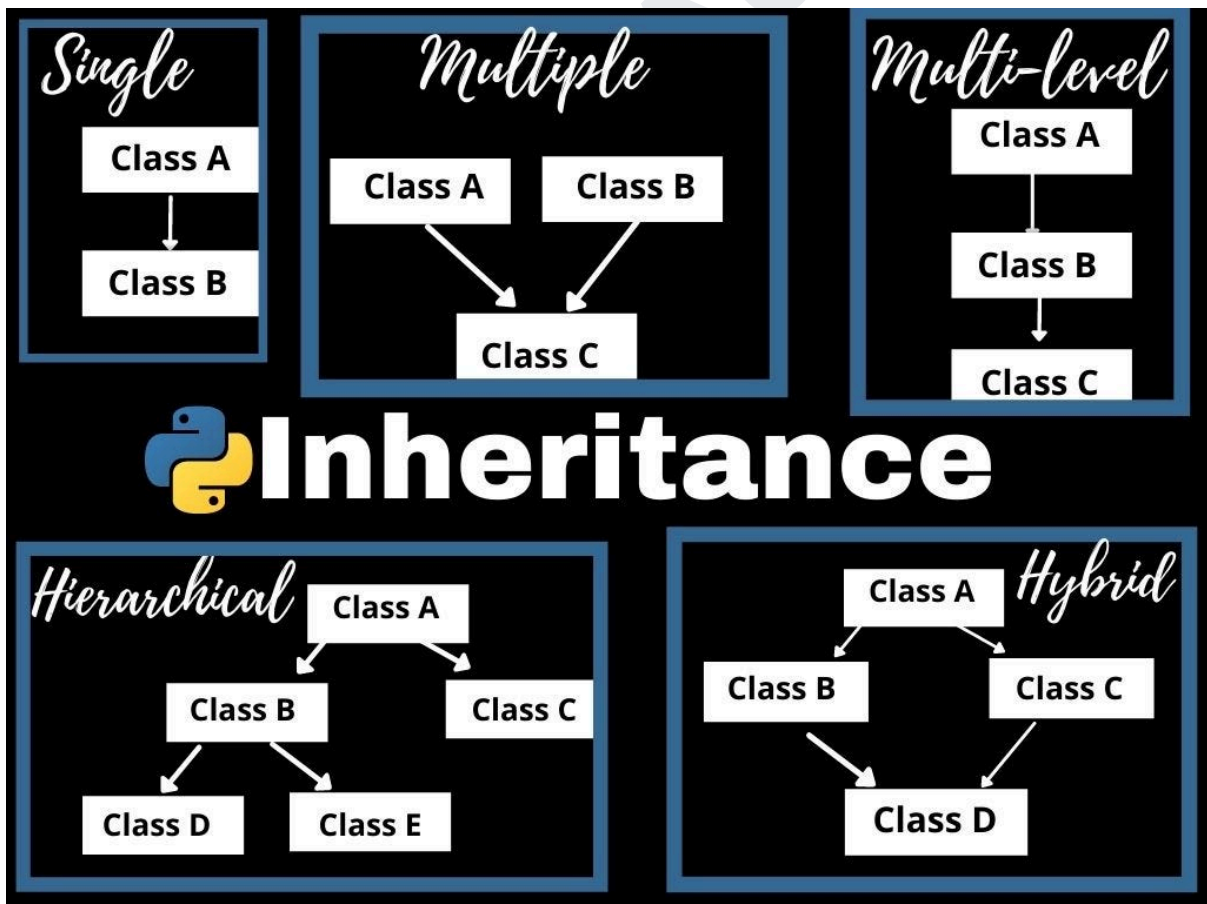 Single
Class A
Class B
Multiple
Class A
Class B
Class C
Multi-level
Class A
Class B
Class C
Inheritance
Hierarchical
Class A
Class B
Class C
Class D
Class E
Hybrid
Class A
Class B
Class C
Class D